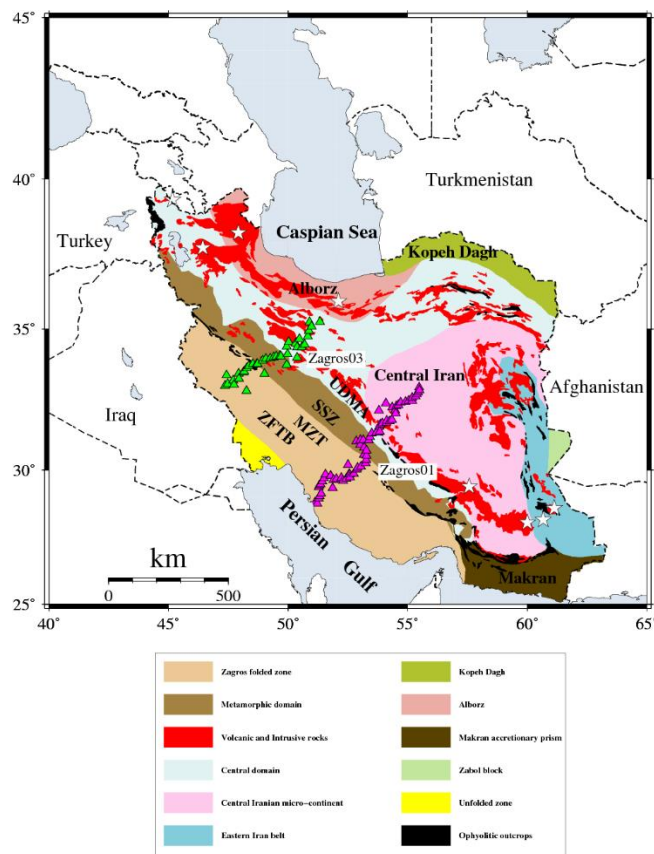 45°
40°
35°
30°
25°
40
45
50
55
60
65
Turkmenistan
Caspian Sea
Turkey
Kopeh Dagh
Alborz
Zagros03
Central Iran
Afghanistan
UDMA
Iraq
SSZ
MZT
ZFTB
Zagros01
Persian
Gulf
km
0 500
Makran
Zagros folded zone
Kopeh Dagh
Metamorphic domain
Alborz
Volcanic and Intrusive rocks
Makran accretionary prism
Central domain
Zabol block
Central Iranian micro-continent
Unfolded zone
Eastern Iran belt
Ophyolitic outcrops